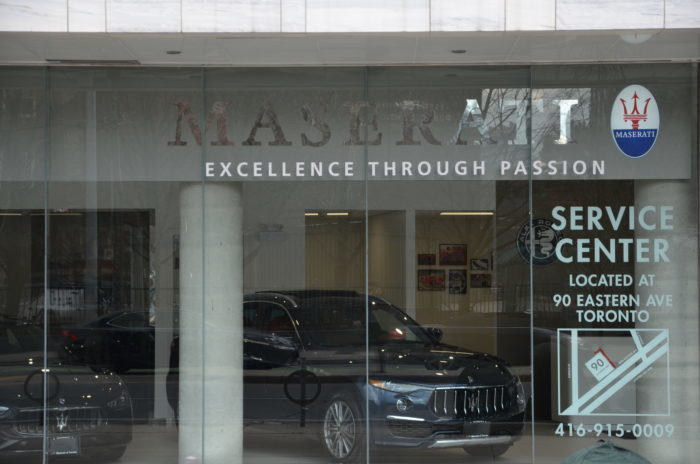 MASERATI
MASERATI
EXCELLENCE THROUGH PASSION
SERVICE
CENTER
LOCATED AT
90 EASTERN AVE
TORONTO
90
416-915-0009